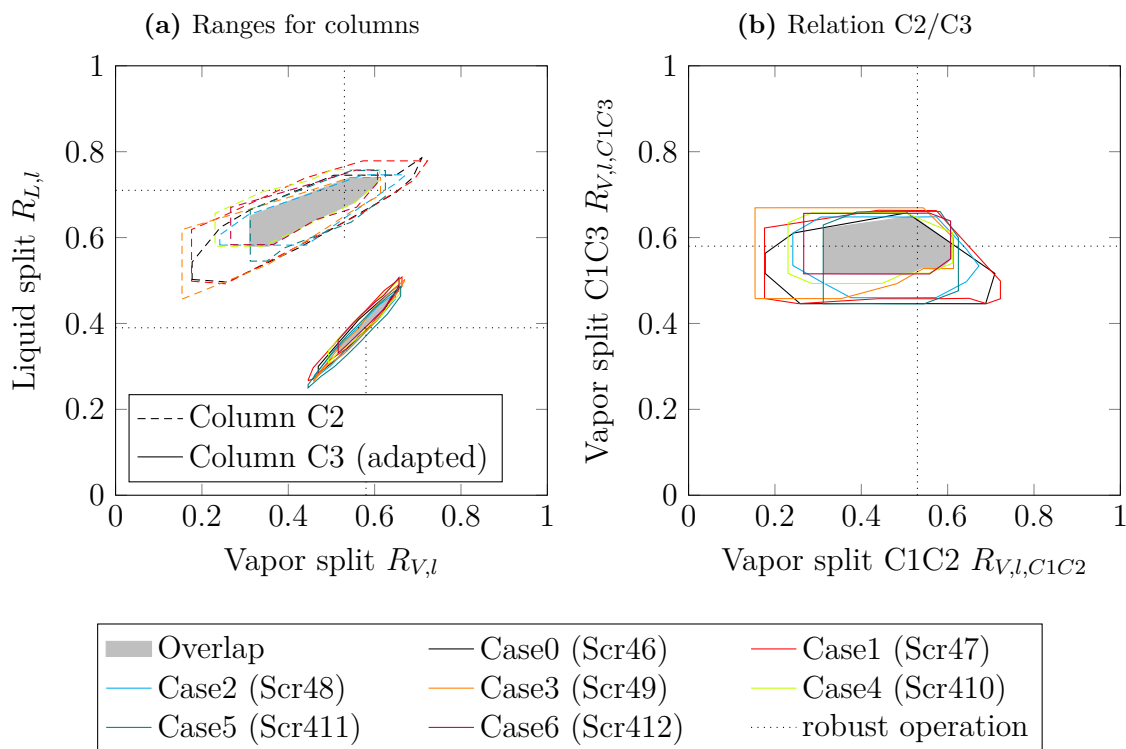 (a) Ranges for columns
1
0.8
0.6
0.4
0.2
0
0 0.2 0.4 0.6 0.8 1
Liquid split R_{L,l}
Vapor split R_{V,l}
Column C2
Column C3 (adapted)
(b) Relation C2/C3
1
0.8
0.6
0.4
0.2
0
0 0.2 0.4 0.6 0.8 1
Vapor split C1C3 R_{V,l,C1C3}
Vapor split C1C2 R_{V,l,C1C2}
Overlap Case0 (Scr46) Case1 (Scr47)
Case2 (Scr48) Case3 (Scr49) Case4 (Scr410)
Case5 (Scr411) Case6 (Scr412) robust operation